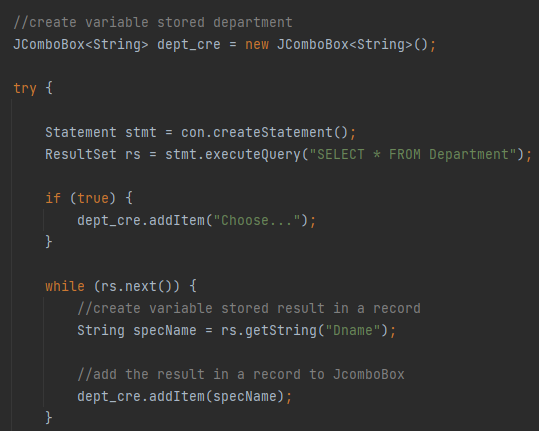 //create variable stored department
JComboBox<String> dept_cre = new JComboBox<String>();
try {
Statement stmt = con.createStatement();
ResultSet rs = stmt.executeQuery("SELECT * FROM Department");
if (true) {
dept_cre.addItem("Choose...");
}
while (rs.next()) {
//create variable stored result in a record
String specName = rs.getString("Dname");
//add the result in a record to JcomboBox
dept_cre.addItem(specName);
}